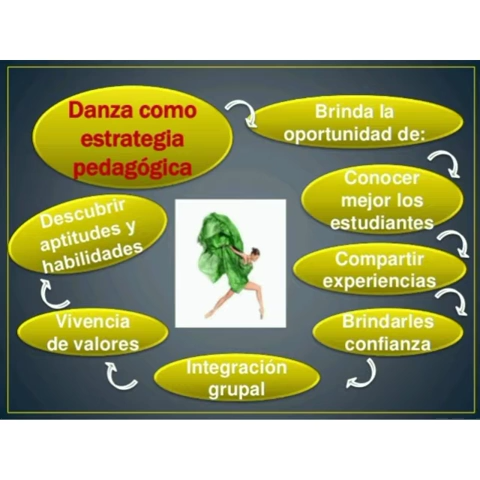 Danza como
estrategia
pedagógica
Brinda la
oportunidad de:
Conocer
mejor los
estudiantes
Compartir
experiencias
Brindarles
confianza
Integración
grupal
Vivencia
de valores
Descubrir
aptitudes y
habilidades